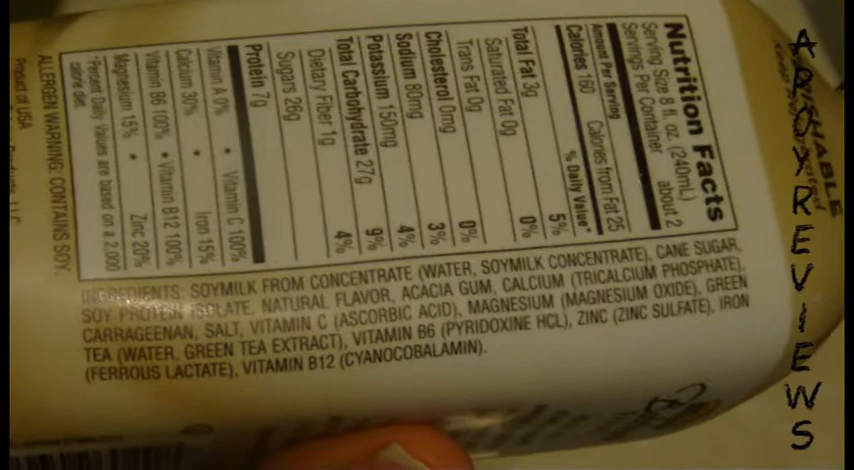 Nutrition Facts
Serving Size 8 fl. oz. (240mL)
Servings Per Container about 2
Amount Per Serving
Calories 160 Calories from Fat 25
% Daily Value*
Total Fat 3g 5%
Saturated Fat 0g 0%
Trans Fat 0g
Cholesterol 0mg 0%
Sodium 80mg 3%
Potassium 150mg 4%
Total Carbohydrate 27g 9%
Dietary Fiber 1g 4%
Sugars 26g
Protein 7g
Vitamin A 0% • Vitamin C 100%
Calcium 30% • Iron 15%
Vitamin B6 100% • Vitamin B12 100%
Magnesium 15% • Zinc 20%
*Percent Daily Values are based on a 2,000
calorie diet.
ALLERGEN WARNING: CONTAINS SOY.
Product of USA
INGREDIENTS: SOYMILK FROM CONCENTRATE (WATER, SOYMILK CONCENTRATE), CANE SUGAR,
SOY PROTEIN ISOLATE, NATURAL FLAVOR, ACACIA GUM, CALCIUM (TRICALCIUM PHOSPHATE),
CARRAGEENAN, SALT, VITAMIN C (ASCORBIC ACID), MAGNESIUM (MAGNESIUM OXIDE), GREEN
TEA (WATER, GREEN TEA EXTRACT), VITAMIN B6 (PYRIDOXINE HCL), ZINC (ZINC SULFATE), IRON
(FERROUS LACTATE), VITAMIN B12 (CYANOCOBALAMIN).